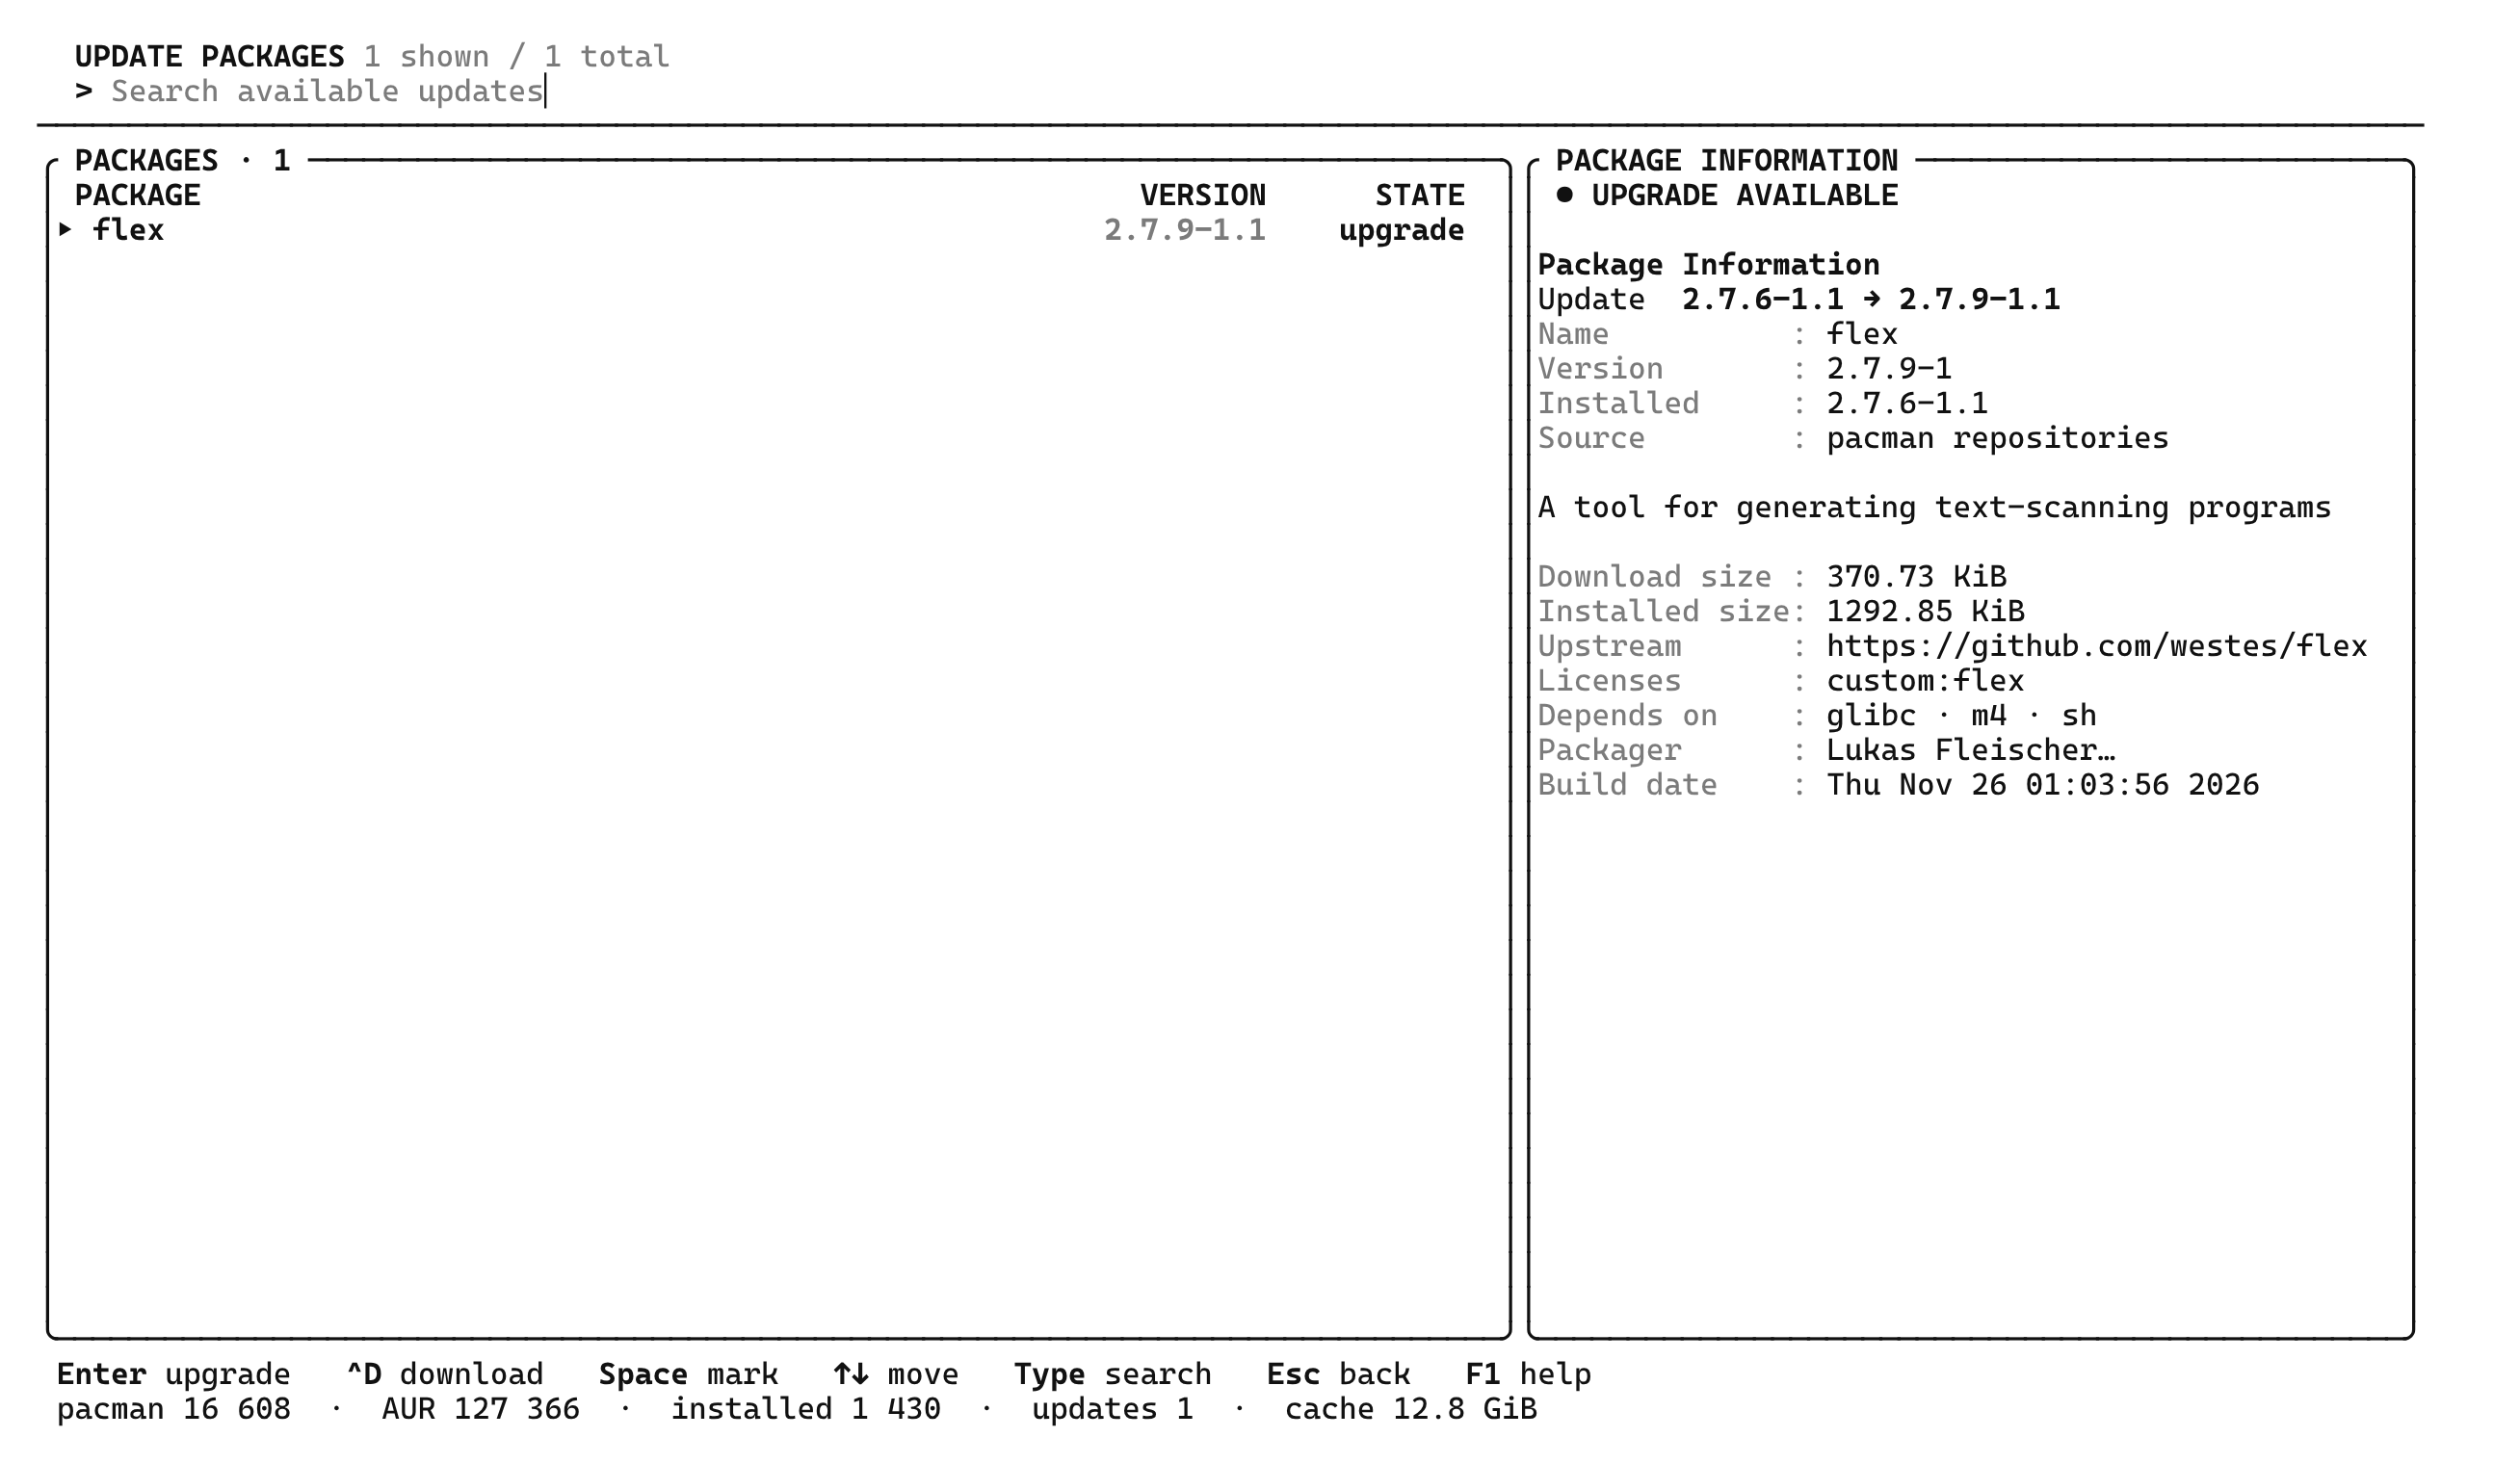 UPDATE PACKAGES 1 shown / 1 total
> Search available updates
PACKAGES · 1
PACKAGE VERSION STATE
▸ flex 2.7.9-1.1 upgrade
PACKAGE INFORMATION
● UPGRADE AVAILABLE
Package Information
Update 2.7.6-1.1 → 2.7.9-1.1
Name : flex
Version : 2.7.9-1
Installed : 2.7.6-1.1
Source : pacman repositories
A tool for generating text-scanning programs
Download size : 370.73 KiB
Installed size: 1292.85 KiB
Upstream : https://github.com/westes/flex
Licenses : custom:flex
Depends on : glibc · m4 · sh
Packager : Lukas Fleischer…
Build date : Thu Nov 26 01:03:56 2026
Enter upgrade ^D download Space mark ↑↓ move Type search Esc back F1 help
pacman 16 608 · AUR 127 366 · installed 1 430 · updates 1 · cache 12.8 GiB